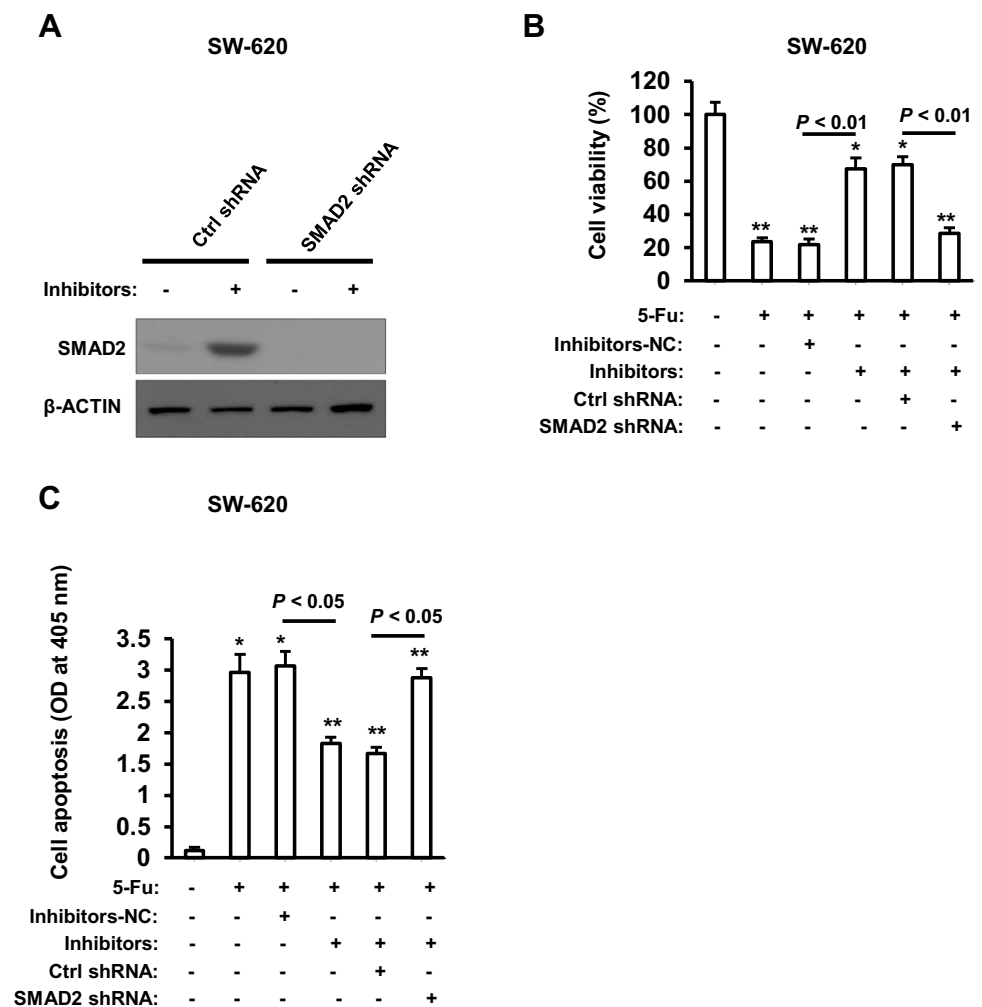 A
SW-620
Ctrl shRNA
SMAD2 shRNA
Inhibitors: - + - +
SMAD2
β-ACTIN
B
SW-620
Cell viability (%)
120
100
80
60
40
20
0
P < 0.01
P < 0.01
** ** * * **
5-Fu: - + + + + +
Inhibitors-NC: - - + - - -
Inhibitors: - - - + + +
Ctrl shRNA: - - - - + -
SMAD2 shRNA: - - - - - +
C
SW-620
Cell apoptosis (OD at 405 nm)
3.5
3
2.5
2
1.5
1
0.5
0
P < 0.05
P < 0.05
* * ** ** **
5-Fu: - + + + + +
Inhibitors-NC: - - + - - -
Inhibitors: - - - + + +
Ctrl shRNA: - - - - + -
SMAD2 shRNA: - - - - - +